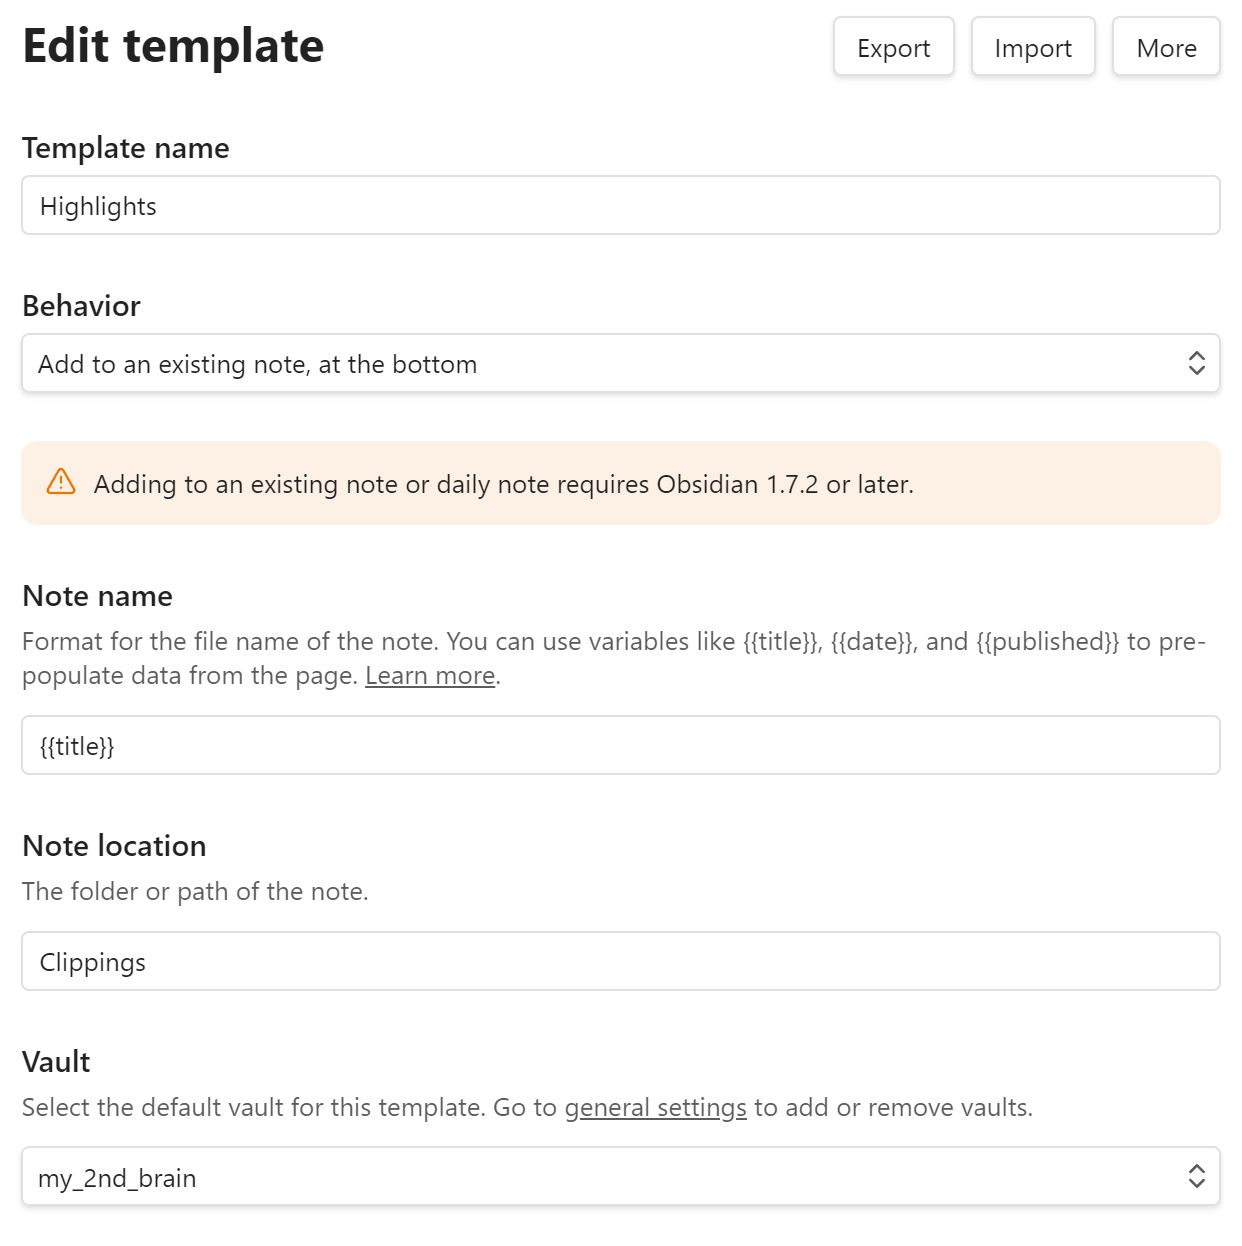 Edit template
Export
Import
More
Template name
Highlights
Behavior
Add to an existing note, at the bottom
Adding to an existing note or daily note requires Obsidian 1.7.2 or later.
Note name
Format for the file name of the note. You can use variables like {{title}}, {{date}}, and {{published}} to pre-
populate data from the page. Learn more.
{{title}}
Note location
The folder or path of the note.
Clippings
Vault
Select the default vault for this template. Go to general settings to add or remove vaults.
my_2nd_brain